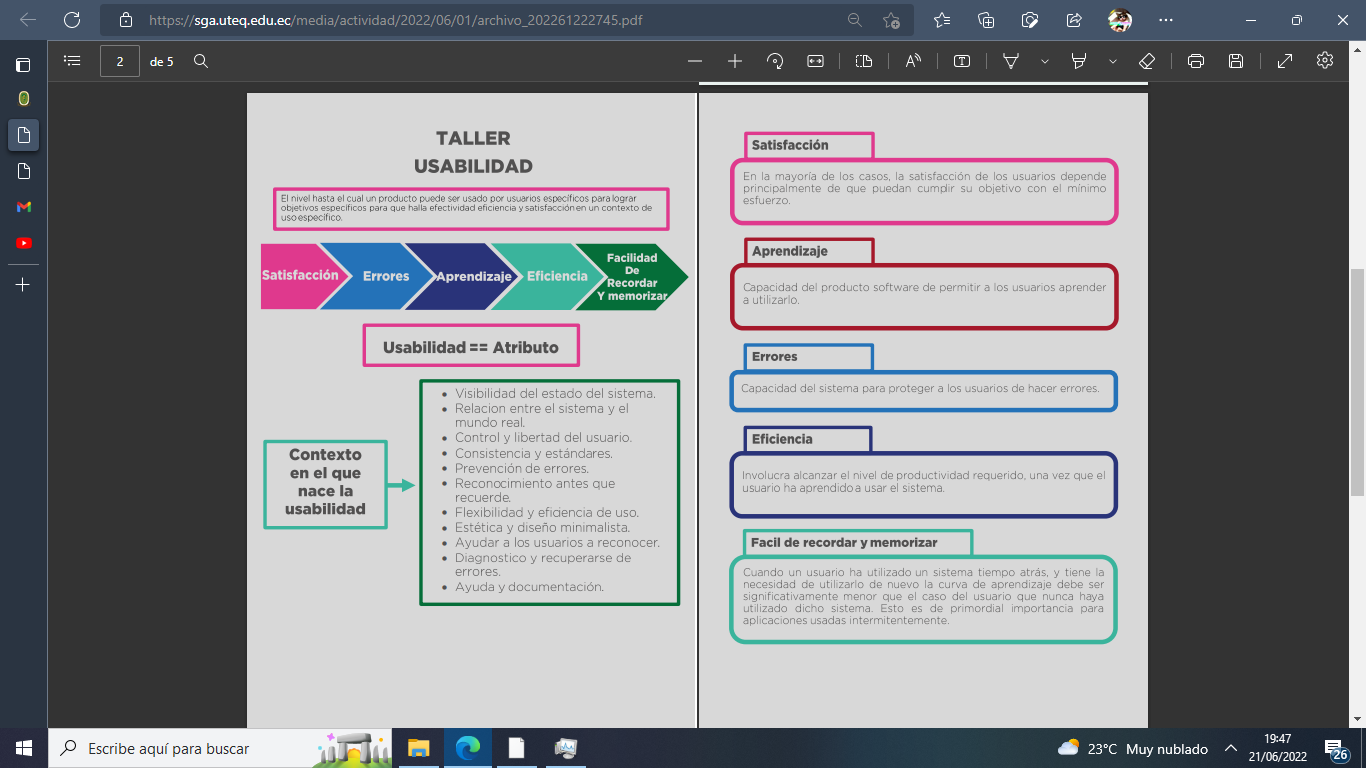 https://sga.uteq.edu.ec/media/actividad/2022/06/01/archivo_202261222745.pdf
2 de 5
TALLER
USABILIDAD
El nivel hasta el cual un producto puede ser usado por usuarios específicos para lograr
objetivos específicos para que halla efectividad eficiencia y satisfacción en un contexto de
uso específico.
Satisfacción
Errores
Aprendizaje
Eficiencia
Facilidad
De
Recordar
Y memorizar
Usabilidad == Atributo
Contexto
en el que
nace la
usabilidad
• Visibilidad del estado del sistema.
• Relacion entre el sistema y el
mundo real.
• Control y libertad del usuario.
• Consistencia y estándares.
• Prevención de errores.
• Reconocimiento antes que
recuerde.
• Flexibilidad y eficiencia de uso.
• Estética y diseño minimalista.
• Ayudar a los usuarios a reconocer.
• Diagnostico y recuperarse de
errores.
• Ayuda y documentación.
Satisfacción
En la mayoría de los casos, la satisfacción de los usuarios depende
principalmente de que puedan cumplir su objetivo con el mínimo
esfuerzo.
Aprendizaje
Capacidad del producto software de permitir a los usuarios aprender
a utilizarlo.
Errores
Capacidad del sistema para proteger a los usuarios de hacer errores.
Eficiencia
Involucra alcanzar el nivel de productividad requerido, una vez que el
usuario ha aprendido a usar el sistema.
Facil de recordar y memorizar
Cuando un usuario ha utilizado un sistema tiempo atrás, y tiene la
necesidad de utilizarlo de nuevo la curva de aprendizaje debe ser
significativamente menor que el caso del usuario que nunca haya
utilizado dicho sistema. Esto es de primordial importancia para
aplicaciones usadas intermitentemente.
Escribe aquí para buscar
23°C Muy nublado
19:47
21/06/2022
26